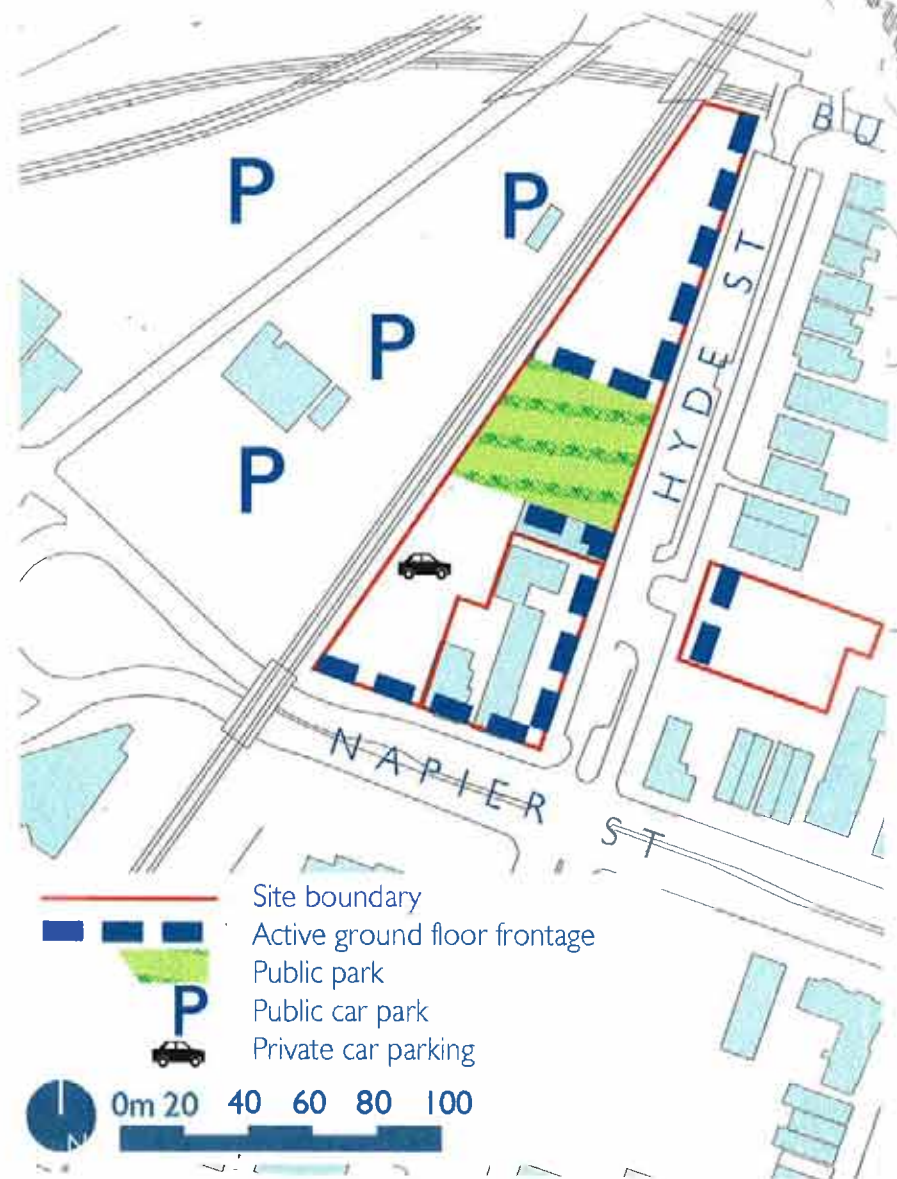 P
P
P
P
BU
HYDE ST
NAPIER ST
Site boundary
Active ground floor frontage
Public park
P Public car park
Private car parking
0m 20 40 60 80 100
N